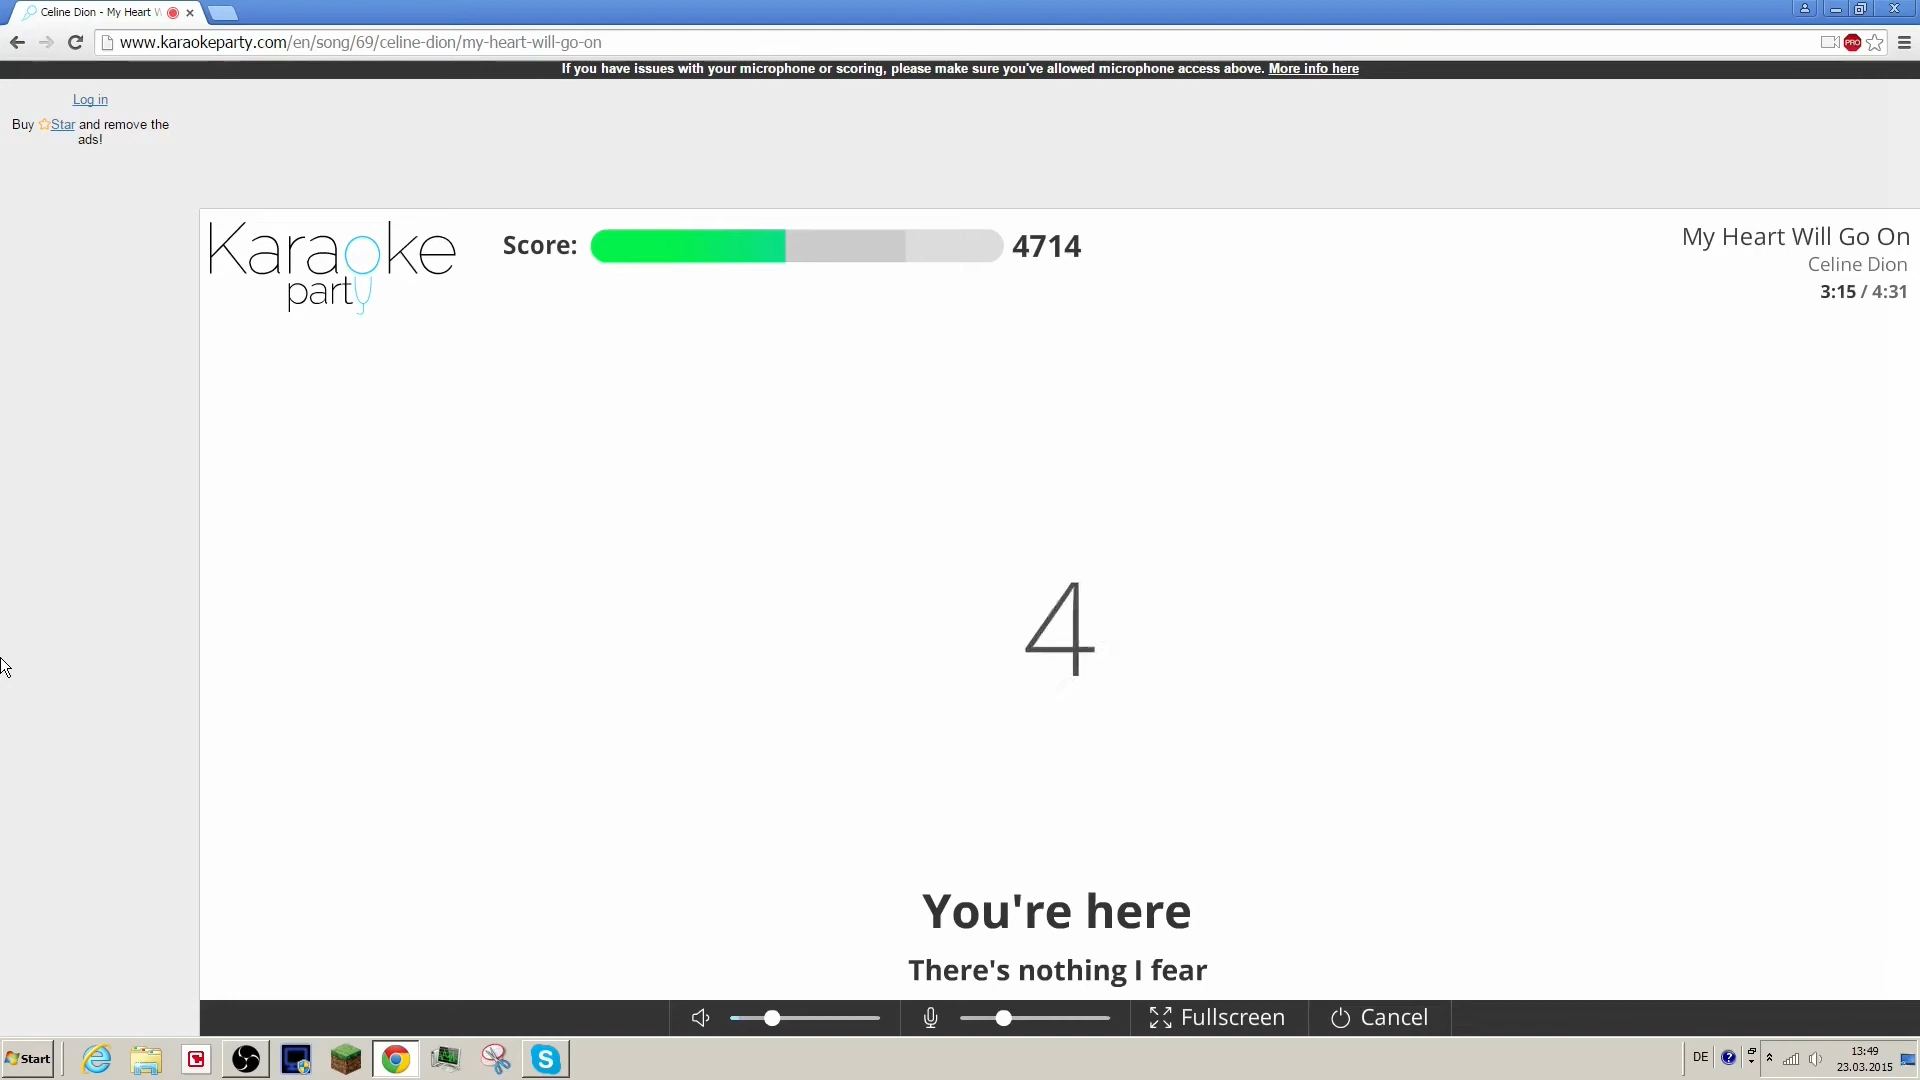 Celine Dion - My Heart W
www.karaokeparty.com/en/song/69/celine-dion/my-heart-will-go-on
PRO
If you have issues with your microphone or scoring, please make sure you've allowed microphone access above. More info here
Log in
Buy Star and remove the
ads!
Karaoke
party
Score:
4714
My Heart Will Go On
Celine Dion
3:15 / 4:31
4
You're here
There's nothing I fear
Fullscreen
Cancel
Start
DE
13:49
23.03.2015